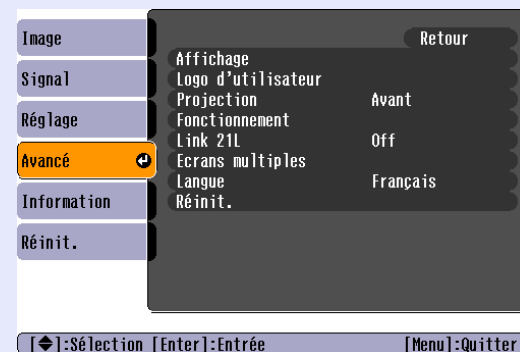 Image
Signal
Réglage
Avancé
Information
Réinit.
Retour
Affichage
Logo d'utilisateur
Projection Avant
Fonctionnement
Link 21L Off
Ecrans multiples
Langue Français
Réinit.
[◆]:Sélection [Enter]:Entrée [Menu]:Quitter